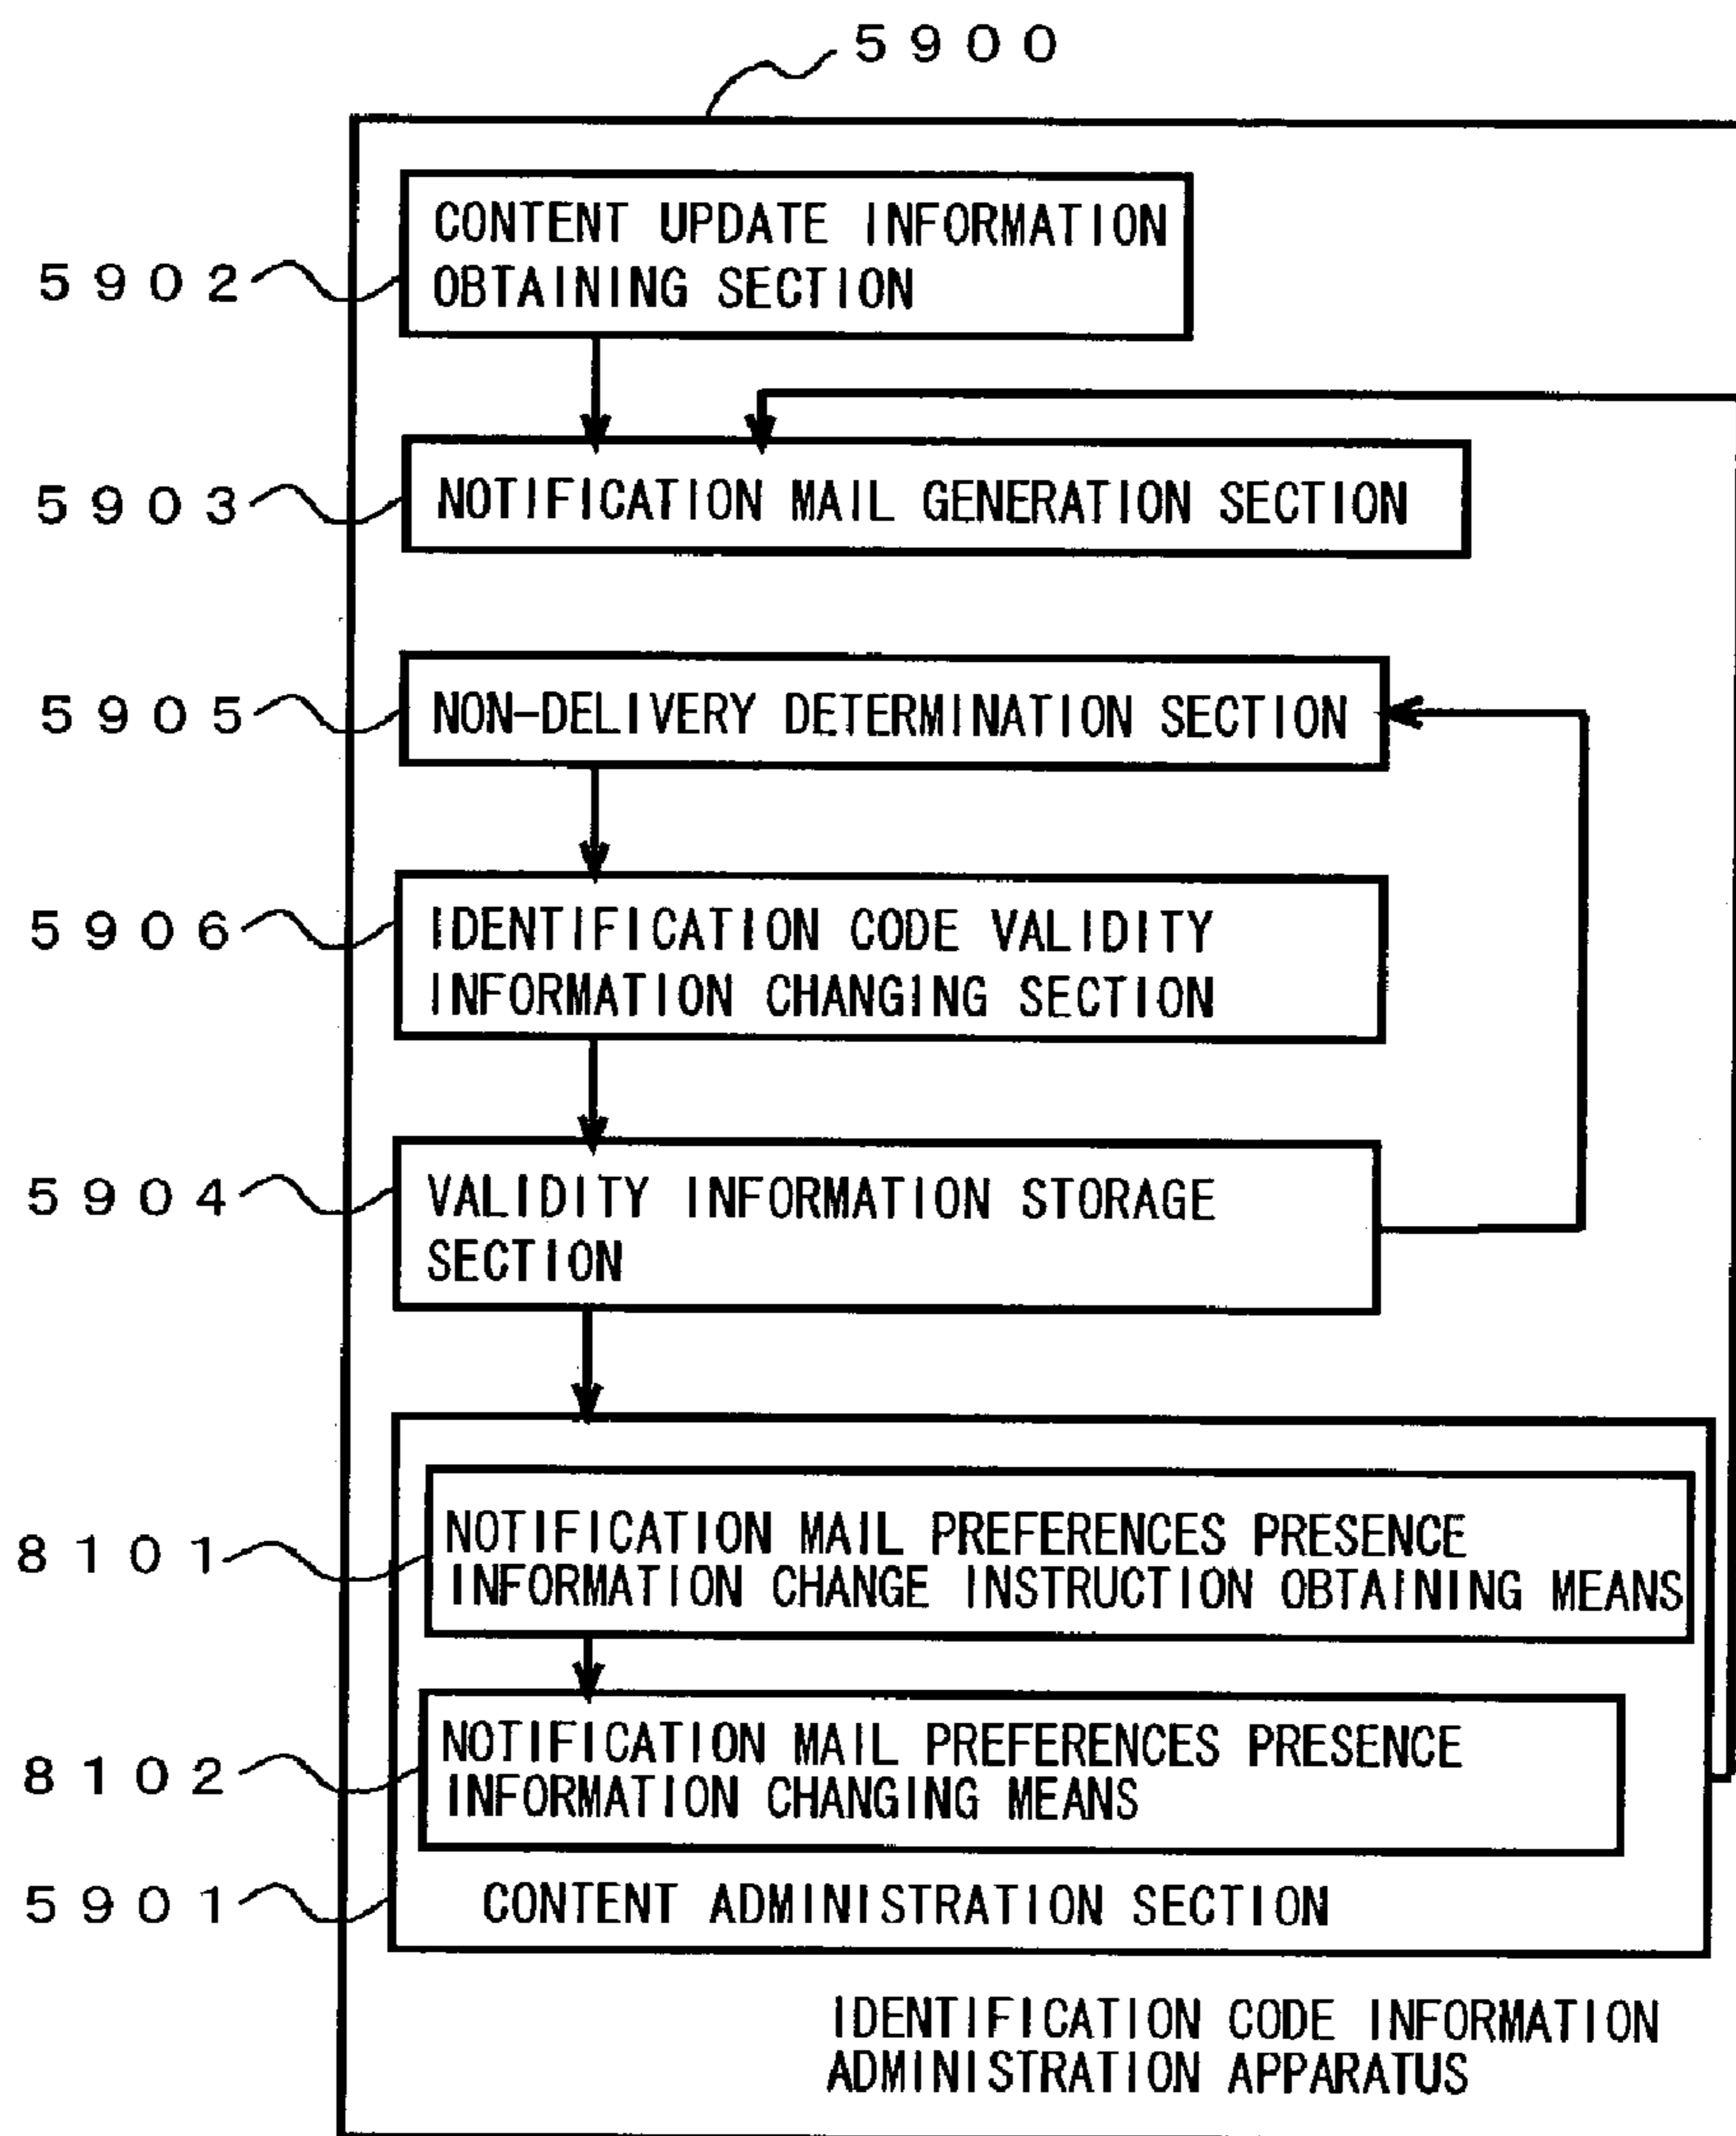 5900
CONTENT UPDATE INFORMATION
OBTAINING SECTION
5902
NOTIFICATION MAIL GENERATION SECTION
5903
NON-DELIVERY DETERMINATION SECTION
5905
IDENTIFICATION CODE VALIDITY
INFORMATION CHANGING SECTION
5906
VALIDITY INFORMATION STORAGE
SECTION
5904
NOTIFICATION MAIL PREFERENCES PRESENCE
INFORMATION CHANGE INSTRUCTION OBTAINING MEANS
8101
NOTIFICATION MAIL PREFERENCES PRESENCE
INFORMATION CHANGING MEANS
8102
CONTENT ADMINISTRATION SECTION
5901
IDENTIFICATION CODE INFORMATION
ADMINISTRATION APPARATUS